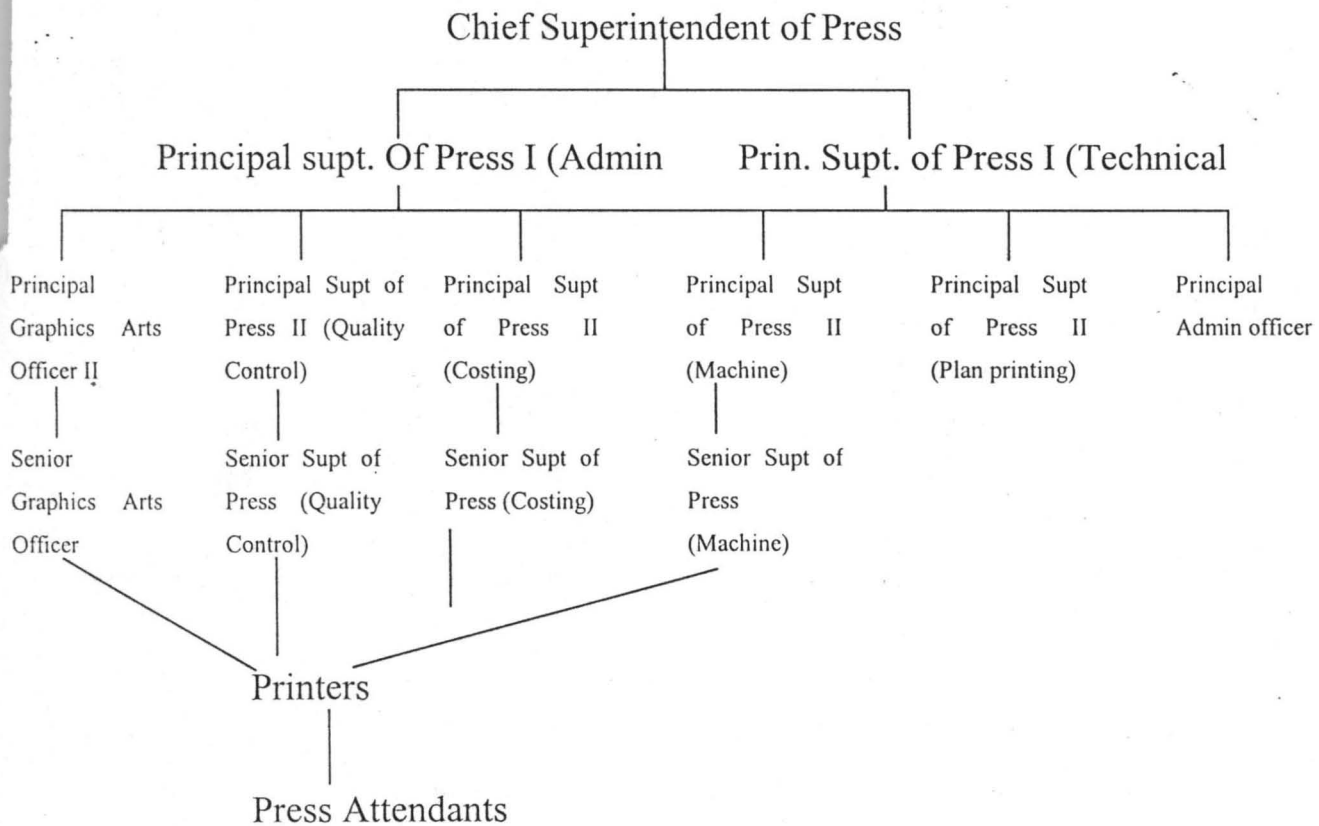 Chief Superintendent of Press
Principal supt. Of Press I (Admin
Prin. Supt. of Press I (Technical
Principal
Graphics Arts
Officer II
Principal Supt of
Press II (Quality
Control)
Principal Supt
of Press II
(Costing)
Principal Supt
of Press II
(Machine)
Principal Supt
of Press II
(Plan printing)
Principal
Admin officer
Senior
Graphics Arts
Officer
Senior Supt of
Press (Quality
Control)
Senior Supt of
Press (Costing)
Senior Supt of
Press
(Machine)
Printers
Press Attendants